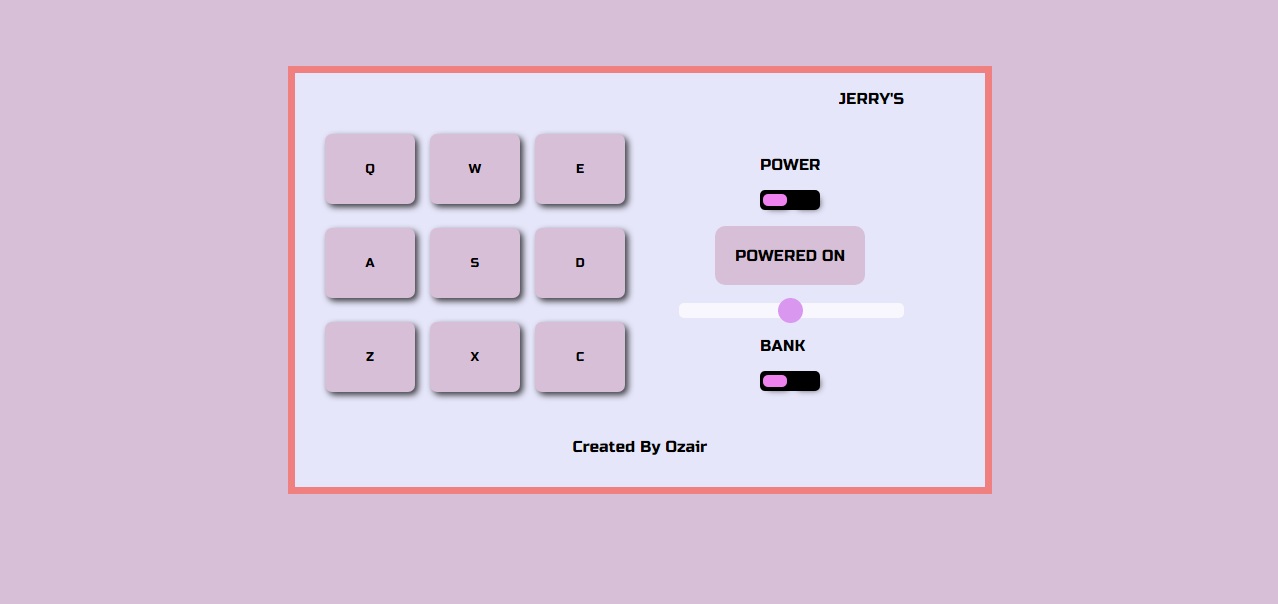 JERRY'S
Q W E
A S D
Z X C
POWER
POWERED ON
BANK
Created By Ozair